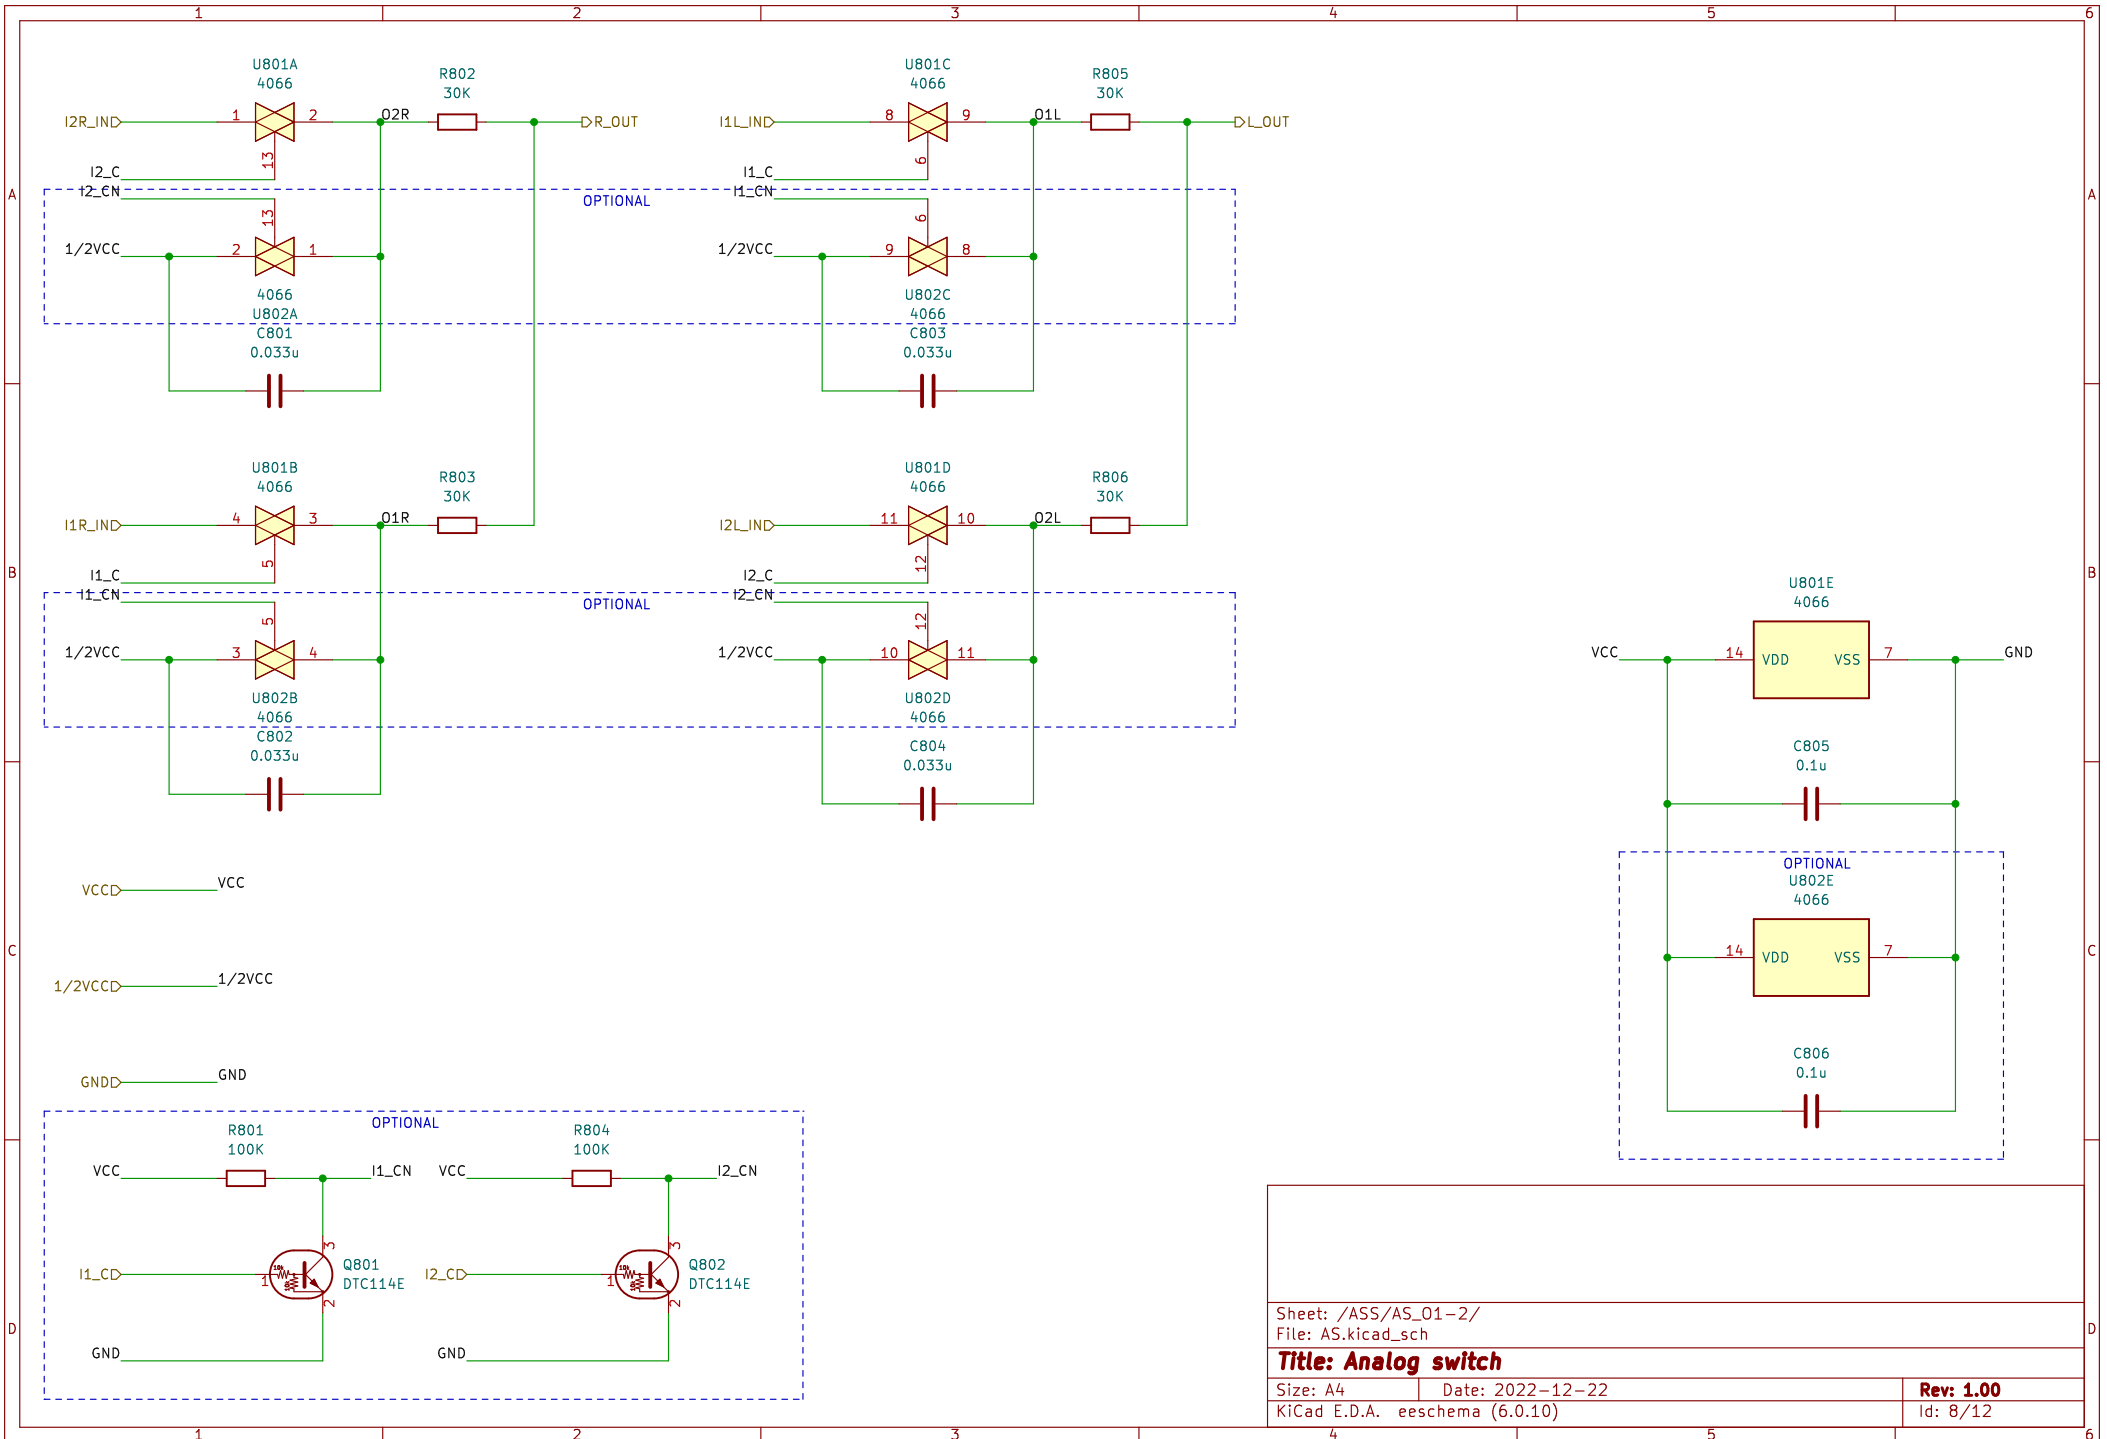 1 2 3 4 5 6
U801A
4066
R802
30K
I2R_IN 1 2 O2R R_OUT
13
I2_C
U801C
4066
R805
30K
I1L_IN 8 9 O1L L_OUT
6
I1_C
A A
OPTIONAL
I2_CN
13
1/2VCC 2 1
4066
U802A
C801
0.033u
I1_CN
6
1/2VCC 9 8
U802C
4066
C803
0.033u
U801B
4066
R803
30K
I1R_IN 4 3 O1R
5
I1_C
U801D
4066
R806
30K
I2L_IN 11 10 O2L
12
I2_C
B B
OPTIONAL
I1_CN
5
1/2VCC 3 4
U802B
4066
C802
0.033u
I2_CN
12
1/2VCC 10 11
U802D
4066
C804
0.033u
U801E
4066
VCC 14 VDD VSS 7 GND
C805
0.1u
OPTIONAL
U802E
4066
14 VDD VSS 7
C806
0.1u
VCC VCC
C C
1/2VCC 1/2VCC
GND GND
OPTIONAL
R801
100K
VCC I1_CN
3
I1_C 1 10k 10k
Q801
DTC114E
2
GND
R804
100K
VCC I2_CN
3
I2_C 1 10k 10k
Q802
DTC114E
2
GND
D D
Sheet: /ASS/AS_O1-2/
File: AS.kicad_sch
Title: Analog switch
Size: A4 Date: 2022-12-22 Rev: 1.00
KiCad E.D.A. eeschema (6.0.10) Id: 8/12
1 2 3 4 5 6